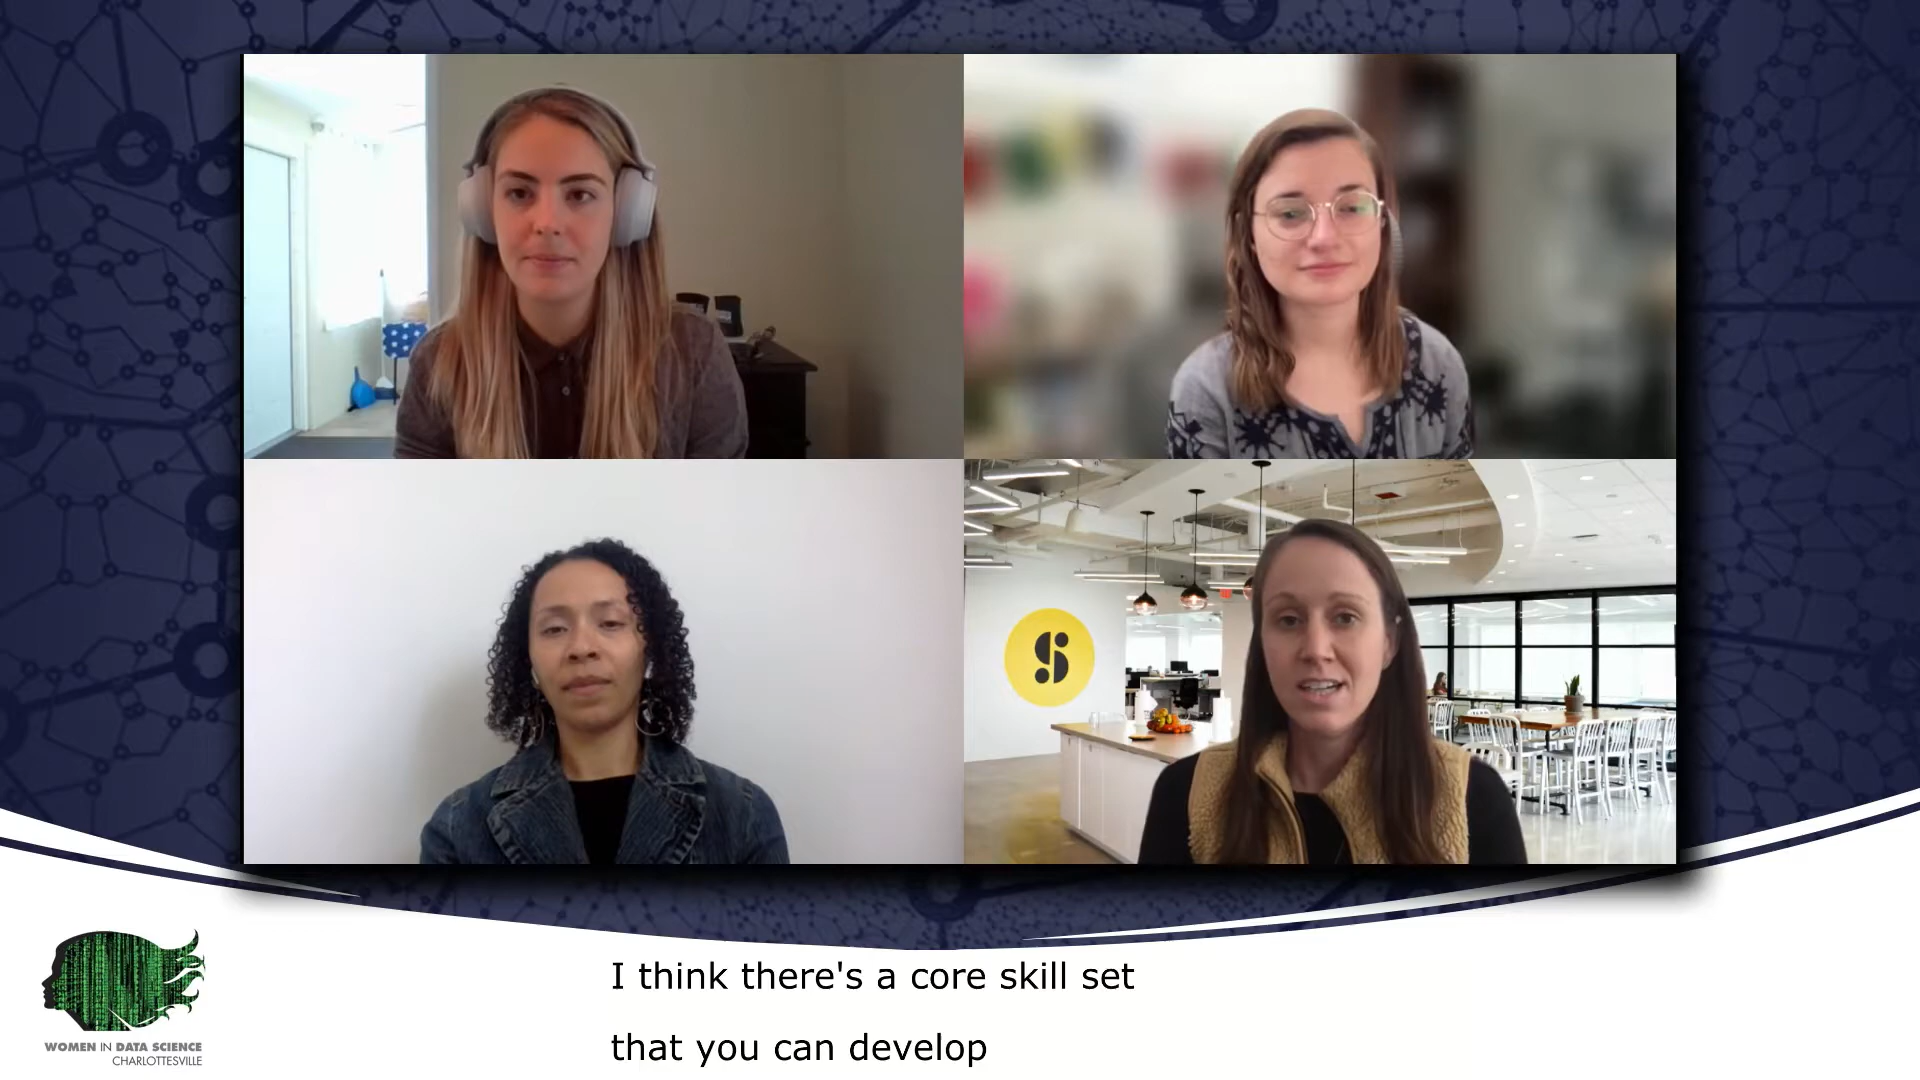 I think there's a core skill set
that you can develop
WOMEN IN DATA SCIENCE
CHARLOTTESVILLE